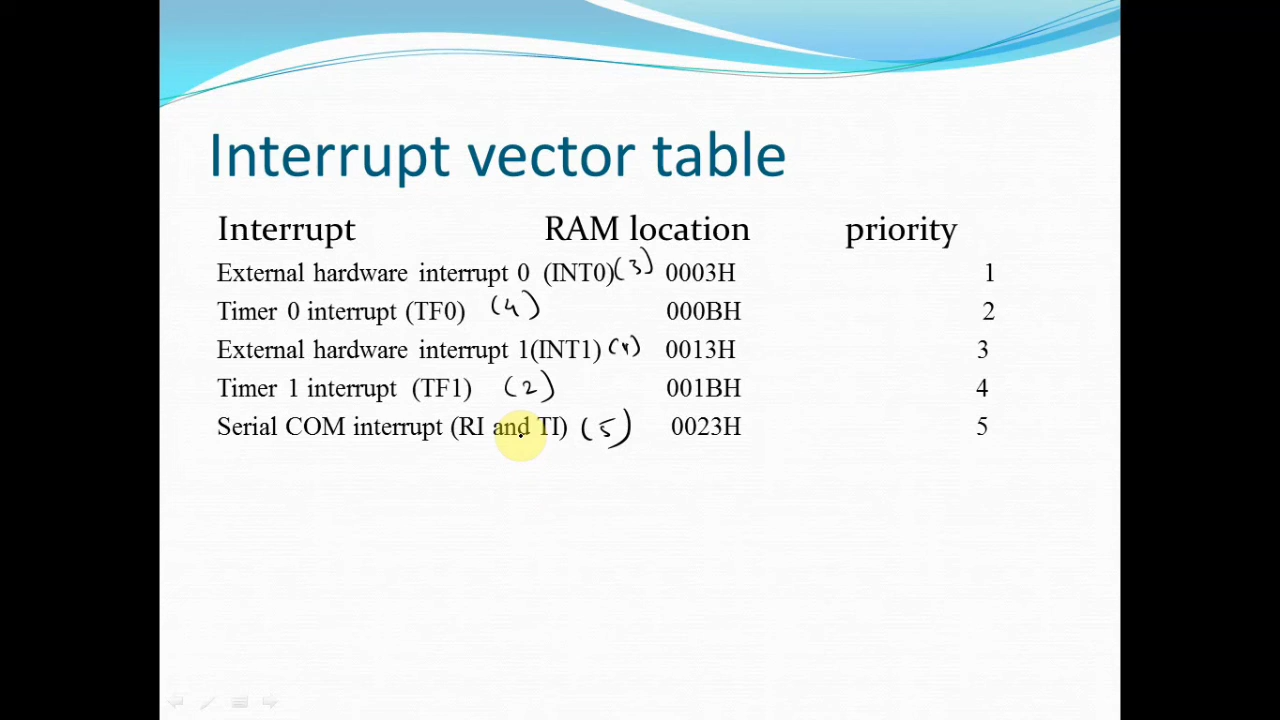 Interrupt vector table
Interrupt RAM location priority
External hardware interrupt 0 (INT0) (3) 0003H 1
Timer 0 interrupt (TF0) (4) 000BH 2
External hardware interrupt 1(INT1) 0013H 3
Timer 1 interrupt (TF1) (2) 001BH 4
Serial COM interrupt (RI and TI) (5) 0023H 5